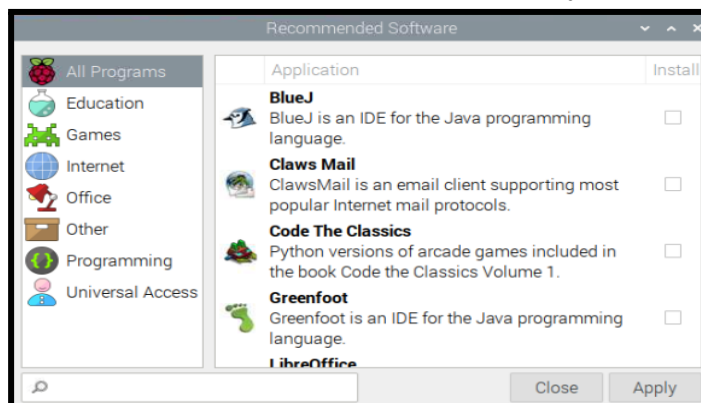 Recommended Software
All Programs
Education
Games
Internet
Office
Other
Programming
Universal Access
Application
Install
BlueJ
BlueJ is an IDE for the Java programming
language.
Claws Mail
ClawsMail is an email client supporting most
popular Internet mail protocols.
Code The Classics
Python versions of arcade games included in
the book Code the Classics Volume 1.
Greenfoot
Greenfoot is an IDE for the Java programming
language.
LibreOffice
Close
Apply